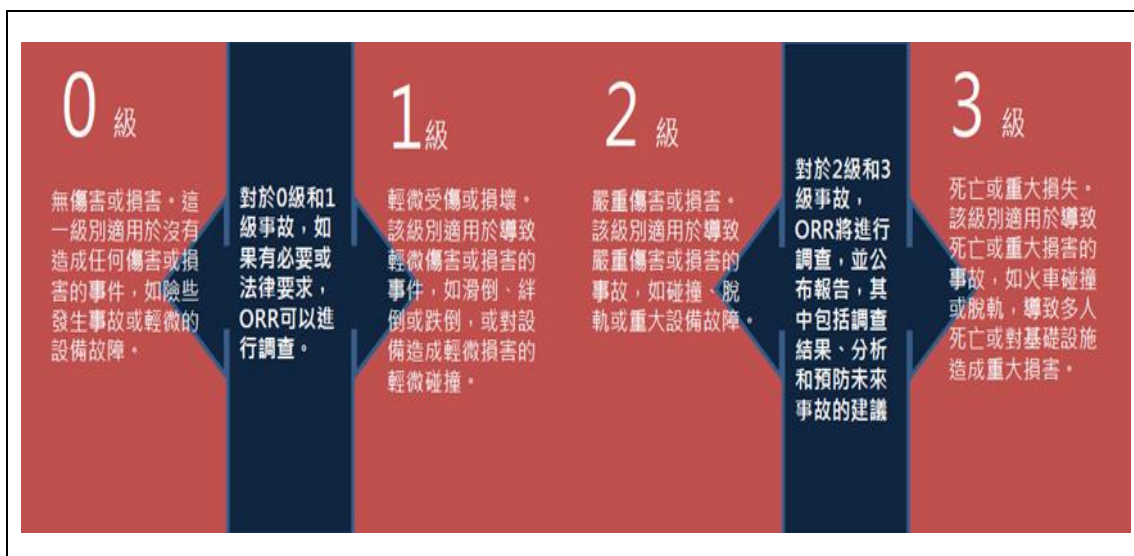 0 級
無傷害或損害。這
一級別適用於沒有
造成任何傷害或損
害的事件，如險些
發生事故或輕微的
設備故障。
對於0級和1
級事故，如
果有必要或
法律要求，
ORR可以進
行調查。
1級
輕微受傷或損壞。
該級別適用於導致
輕微傷害或損害的
事件，如滑倒、絆
倒或跌倒，或對設
備造成輕微損害的
輕微碰撞。
2 級
嚴重傷害或損害。
該級別適用於導致
嚴重傷害或損害的
事故，如碰撞、脫
軌或重大設備故障。
對於2級和3
級事故，
ORR將進行
調查，並公
布報告，其
中包括調查
結果、分析
和預防未來
事故的建議
3 級
死亡或重大損失。
該級別適用於導致
死亡或重大損害的
事故，如火車碰撞
或脫軌，導致多人
死亡或對基礎設施
造成重大損害。